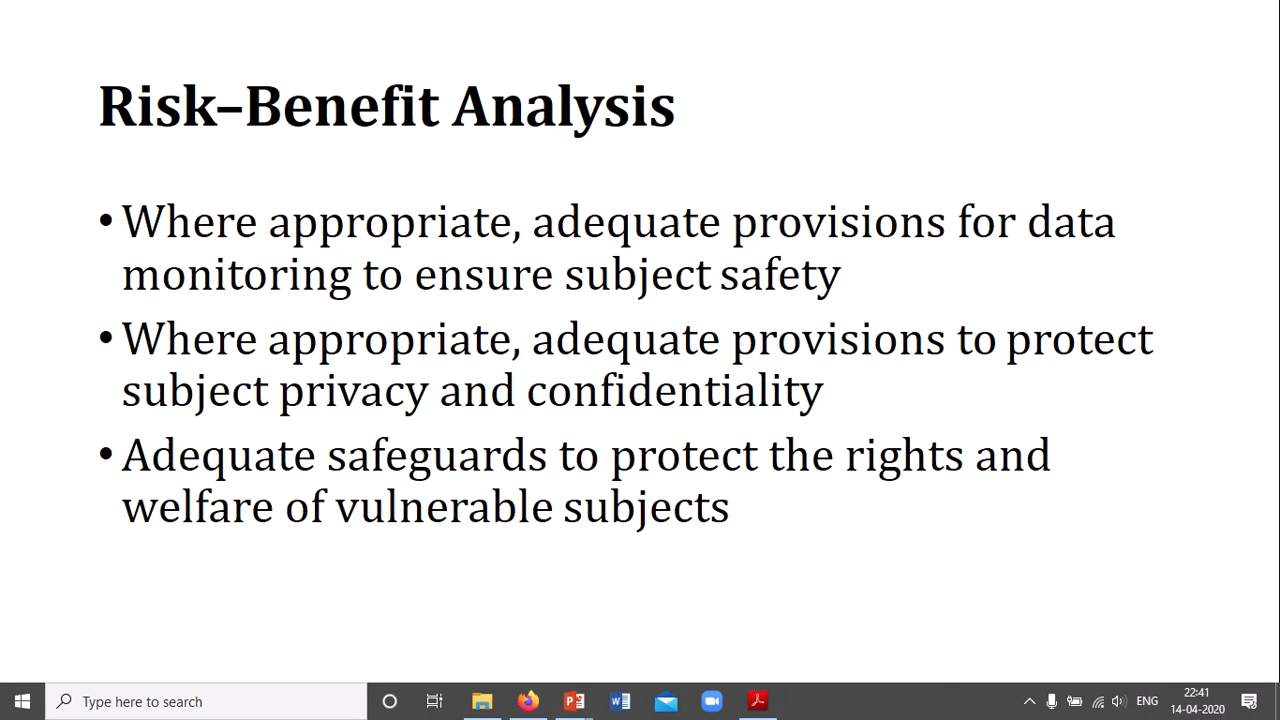 Risk–Benefit Analysis
• Where appropriate, adequate provisions for data
monitoring to ensure subject safety
• Where appropriate, adequate provisions to protect
subject privacy and confidentiality
• Adequate safeguards to protect the rights and
welfare of vulnerable subjects
Type here to search
ENG
22:41
14-04-2020